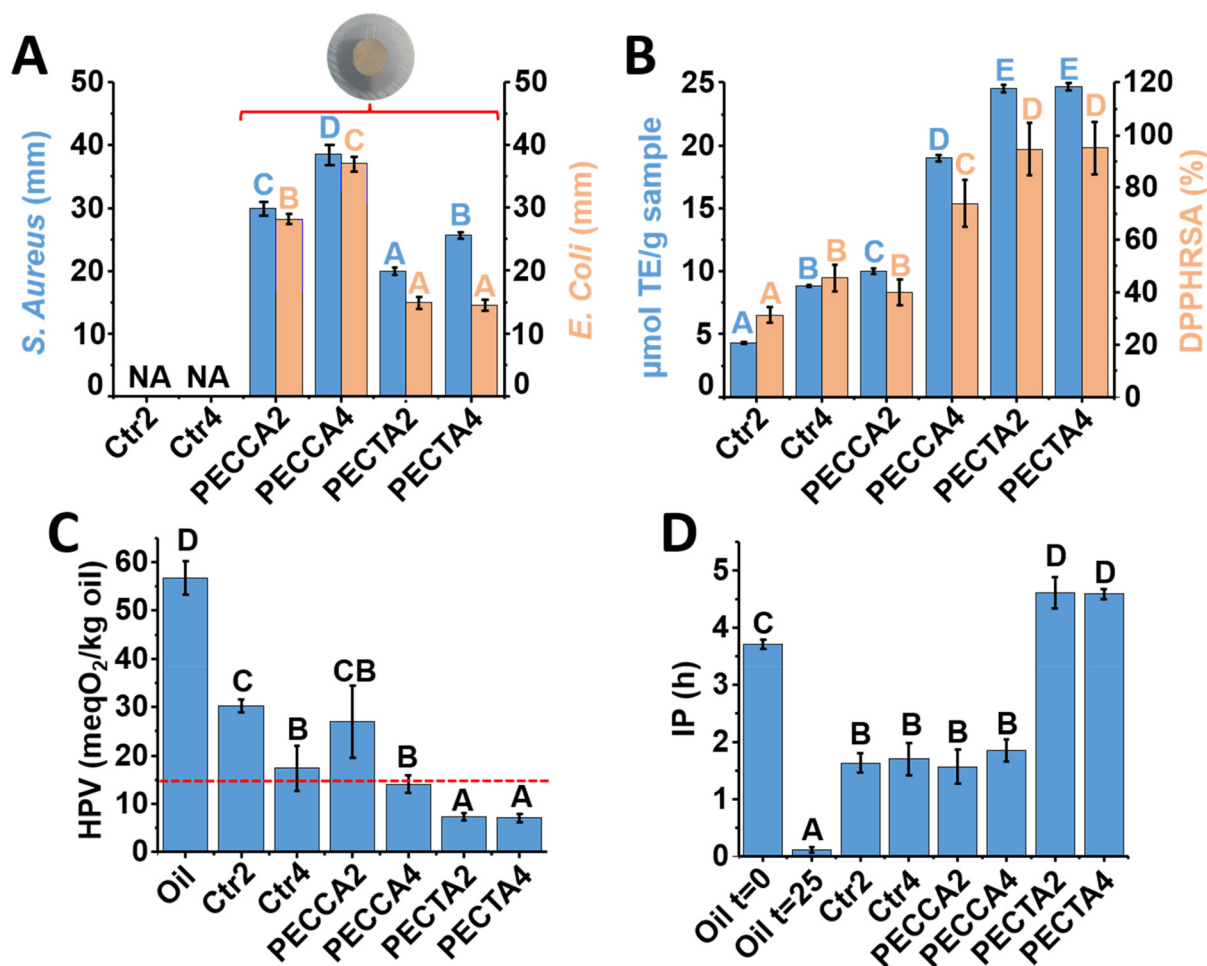 A
S. Aureus (mm)
50
40
30
20
10
0
NA NA
C B D C A A B A
50
40
30
20
10
0
E. Coli (mm)
Ctr2 Ctr4 PECCA2 PECCA4 PECTA2 PECTA4
B
µmol TE/g sample
25
20
15
10
5
0
A A B B C B D C E D E D
120
100
80
60
40
20
0
DPPHRSA (%)
Ctr2 Ctr4 PECCA2 PECCA4 PECTA2 PECTA4
C
HPV (meqO₂/kg oil)
60
50
40
30
20
10
0
D C B CB B A A
Oil Ctr2 Ctr4 PECCA2 PECCA4 PECTA2 PECTA4
D
IP (h)
5
4
3
2
1
0
C A B B B B D D
Oil t=0 Oil t=25 Ctr2 Ctr4 PECCA2 PECCA4 PECTA2 PECTA4